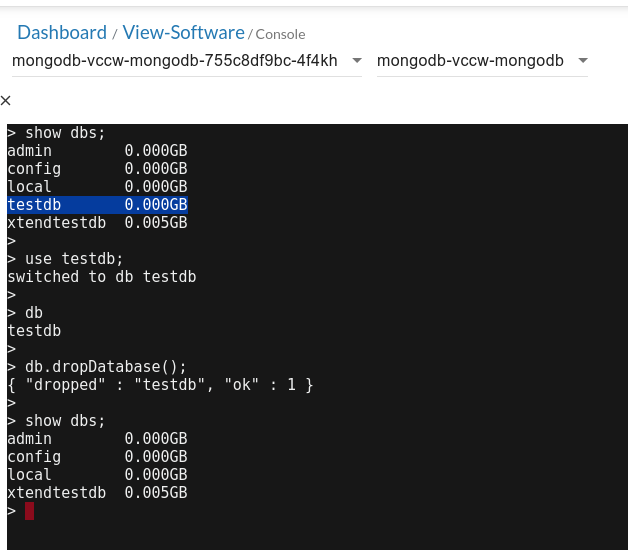 Dashboard / View-Software / Console
mongodb-vccw-mongodb-755c8df9bc-4f4kh mongodb-vccw-mongodb
×
> show dbs;
admin        0.000GB
config       0.000GB
local        0.000GB
testdb       0.000GB
xtendtestdb  0.005GB
>
> use testdb;
switched to db testdb
>
> db
testdb
>
> db.dropDatabase();
{ "dropped" : "testdb", "ok" : 1 }
>
> show dbs;
admin        0.000GB
config       0.000GB
local        0.000GB
xtendtestdb  0.005GB
>